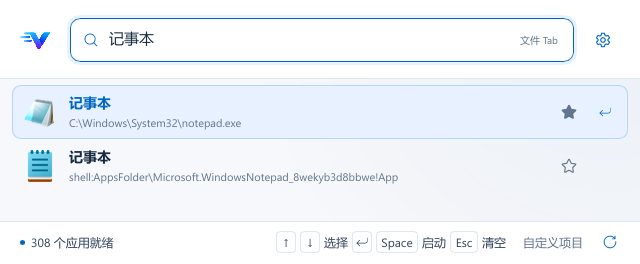 记事本 文件 Tab
记事本
C:\Windows\System32\notepad.exe
记事本
shell:AppsFolder\Microsoft.WindowsNotepad_8wekyb3d8bbwe!App
308 个应用就绪 ↑ ↓ 选择 ↵ Space 启动 Esc 清空 自定义项目